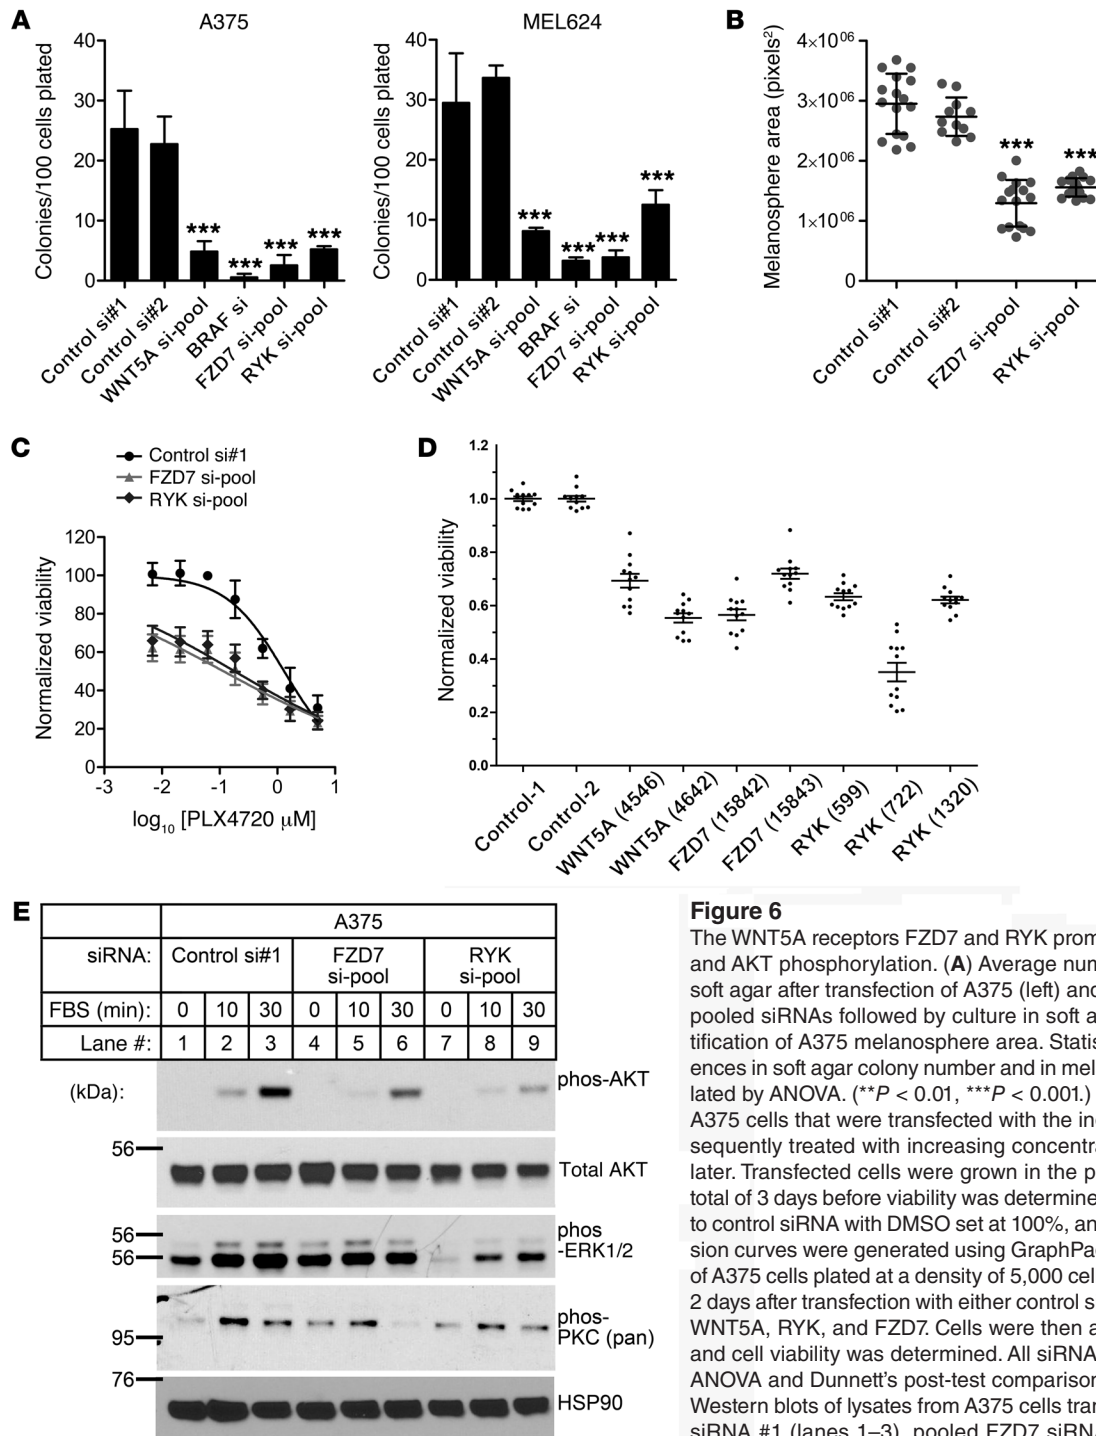 A
A375
MEL624
Colonies/100 cells plated
40
30
20
10
0
Control si#1
Control si#2
WNT5A si-pool
BRAF si
FZD7 si-pool
RYK si-pool
***
***
***
***
Colonies/100 cells plated
40
30
20
10
0
Control si#1
Control si#2
WNT5A si-pool
BRAF si
FZD7 si-pool
RYK si-pool
***
***
***
***
B
Melanosphere area (pixels²)
4×10⁰⁶
3×10⁰⁶
2×10⁰⁶
1×10⁰⁶
0
***
***
Control si#1
Control si#2
FZD7 si-pool
RYK si-pool
C
Control si#1
FZD7 si-pool
RYK si-pool
Normalized viability
120
100
80
60
40
20
0
-3 -2 -1 0 1
log₁₀ [PLX4720 μM]
D
Normalized viability
1.2
1.0
0.8
0.6
0.4
0.2
0.0
Control-1
Control-2
WNT5A (4546)
WNT5A (4642)
FZD7 (15842)
FZD7 (15843)
RYK (599)
RYK (722)
RYK (1320)
E
A375
siRNA: Control si#1 FZD7 si-pool RYK si-pool
FBS (min): 0 10 30 0 10 30 0 10 30
Lane #: 1 2 3 4 5 6 7 8 9
(kDa):
phos-AKT
56
Total AKT
56
56
phos
-ERK1/2
95
phos-
PKC (pan)
76
HSP90
Figure 6
The WNT5A receptors FZD7 and RYK prom
and AKT phosphorylation. (A) Average num
soft agar after transfection of A375 (left) and
pooled siRNAs followed by culture in soft a
tification of A375 melanosphere area. Statis
ences in soft agar colony number and in mel
lated by ANOVA. (**P < 0.01, ***P < 0.001.)
A375 cells that were transfected with the inc
sequently treated with increasing concentra
later. Transfected cells were grown in the p
total of 3 days before viability was determine
to control siRNA with DMSO set at 100%, an
sion curves were generated using GraphPa
of A375 cells plated at a density of 5,000 cel
2 days after transfection with either control s
WNT5A, RYK, and FZD7. Cells were then a
and cell viability was determined. All siRNA
ANOVA and Dunnett's post-test comparison
Western blots of lysates from A375 cells tran
siRNA #1 (lanes 1–3), pooled FZD7 siRNA